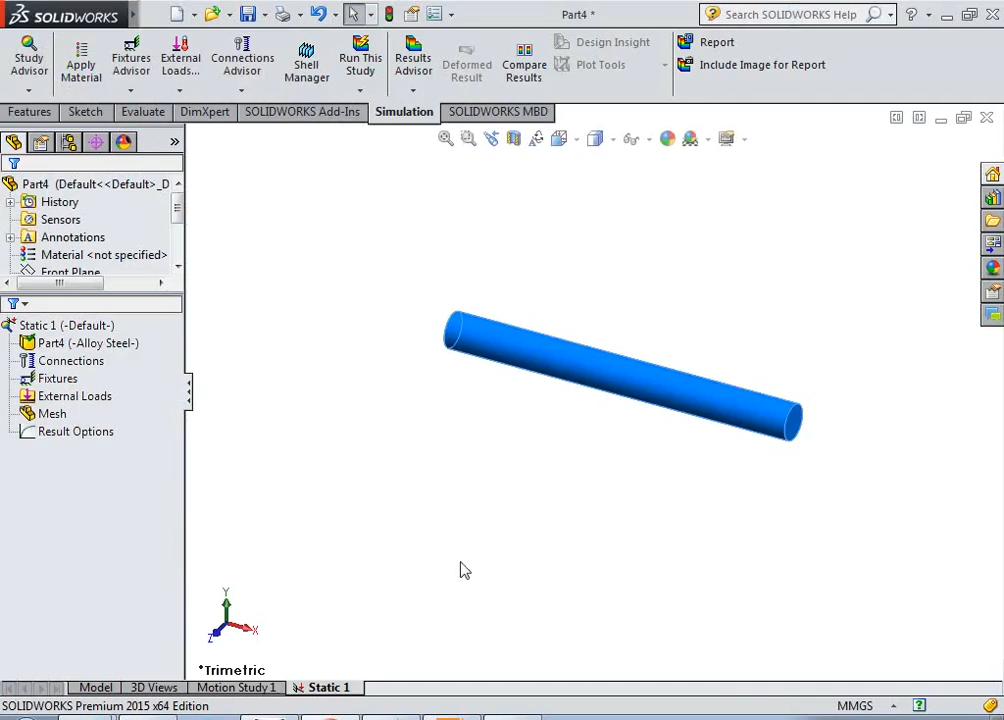 SOLIDWORKS
Part4 *
Search SOLIDWORKS Help
Study Advisor
Apply Material
Fixtures Advisor
External Loads...
Connections Advisor
Shell Manager
Run This Study
Results Advisor
Deformed Result
Compare Results
Design Insight
Plot Tools
Report
Include Image for Report
Features
Sketch
Evaluate
DimXpert
SOLIDWORKS Add-Ins
Simulation
SOLIDWORKS MBD
Part4 (Default<<Default>_D
History
Sensors
Annotations
Material <not specified>
Front Plane
Static 1 (-Default-)
Part4 (-Alloy Steel-)
Connections
Fixtures
External Loads
Mesh
Result Options
Y
X
Z
*Trimetric
Model
3D Views
Motion Study 1
Static 1
SOLIDWORKS Premium 2015 x64 Edition
MMGS